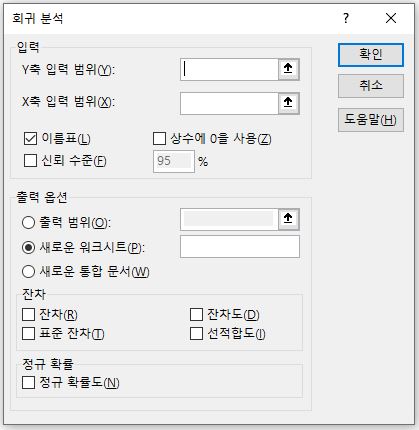 회귀 분석
? ×
입력
Y축 입력 범위(Y):
X축 입력 범위(X):
이름표(L)
상수에 0을 사용(Z)
신뢰 수준(F)
95 %
확인
취소
도움말(H)
출력 옵션
출력 범위(O):
새로운 워크시트(P):
새로운 통합 문서(W)
잔차
잔차(R)
잔차도(D)
표준 잔차(T)
선적합도(I)
정규 확률
정규 확률도(N)